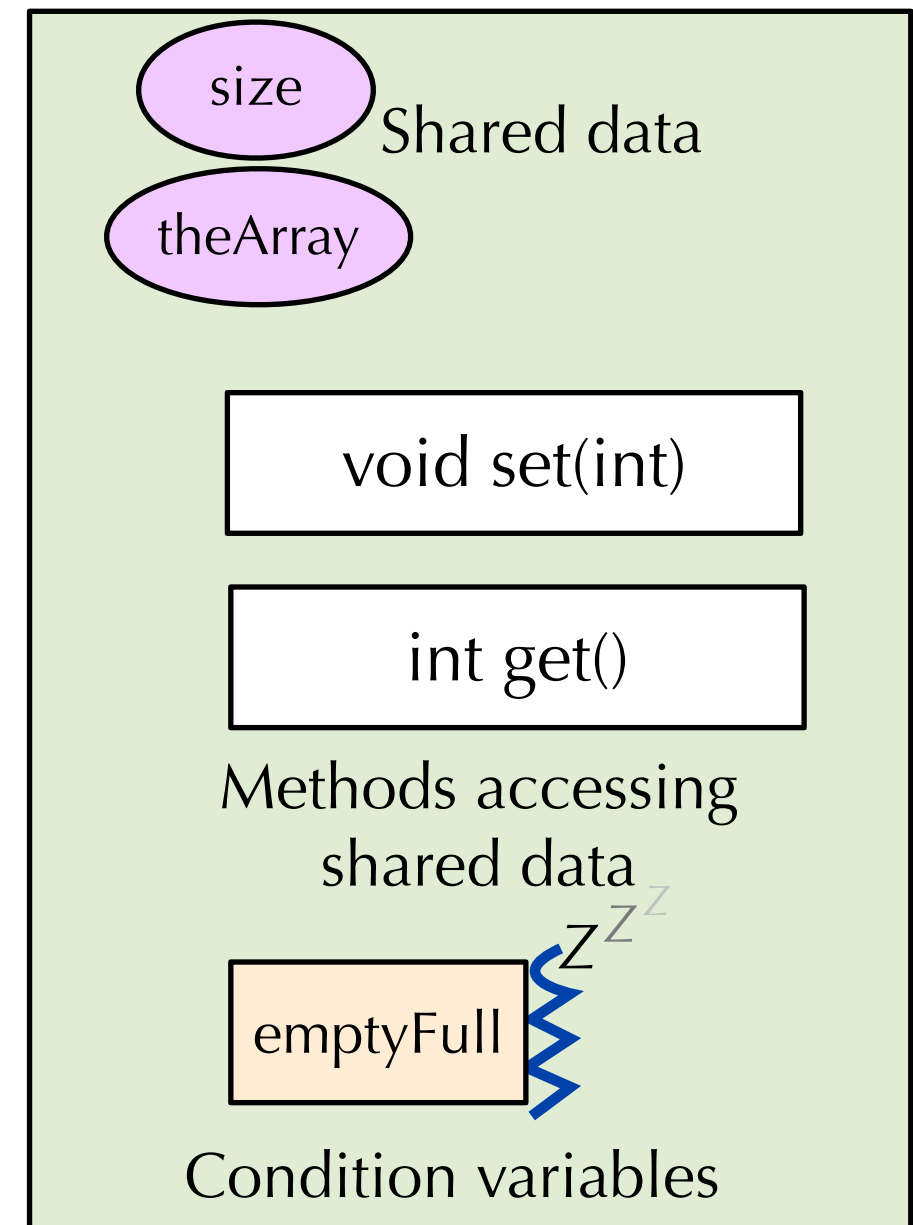 size
Shared data
theArray
void set(int)
int get()
Methods accessing
shared data
z z z
emptyFull
Condition variables